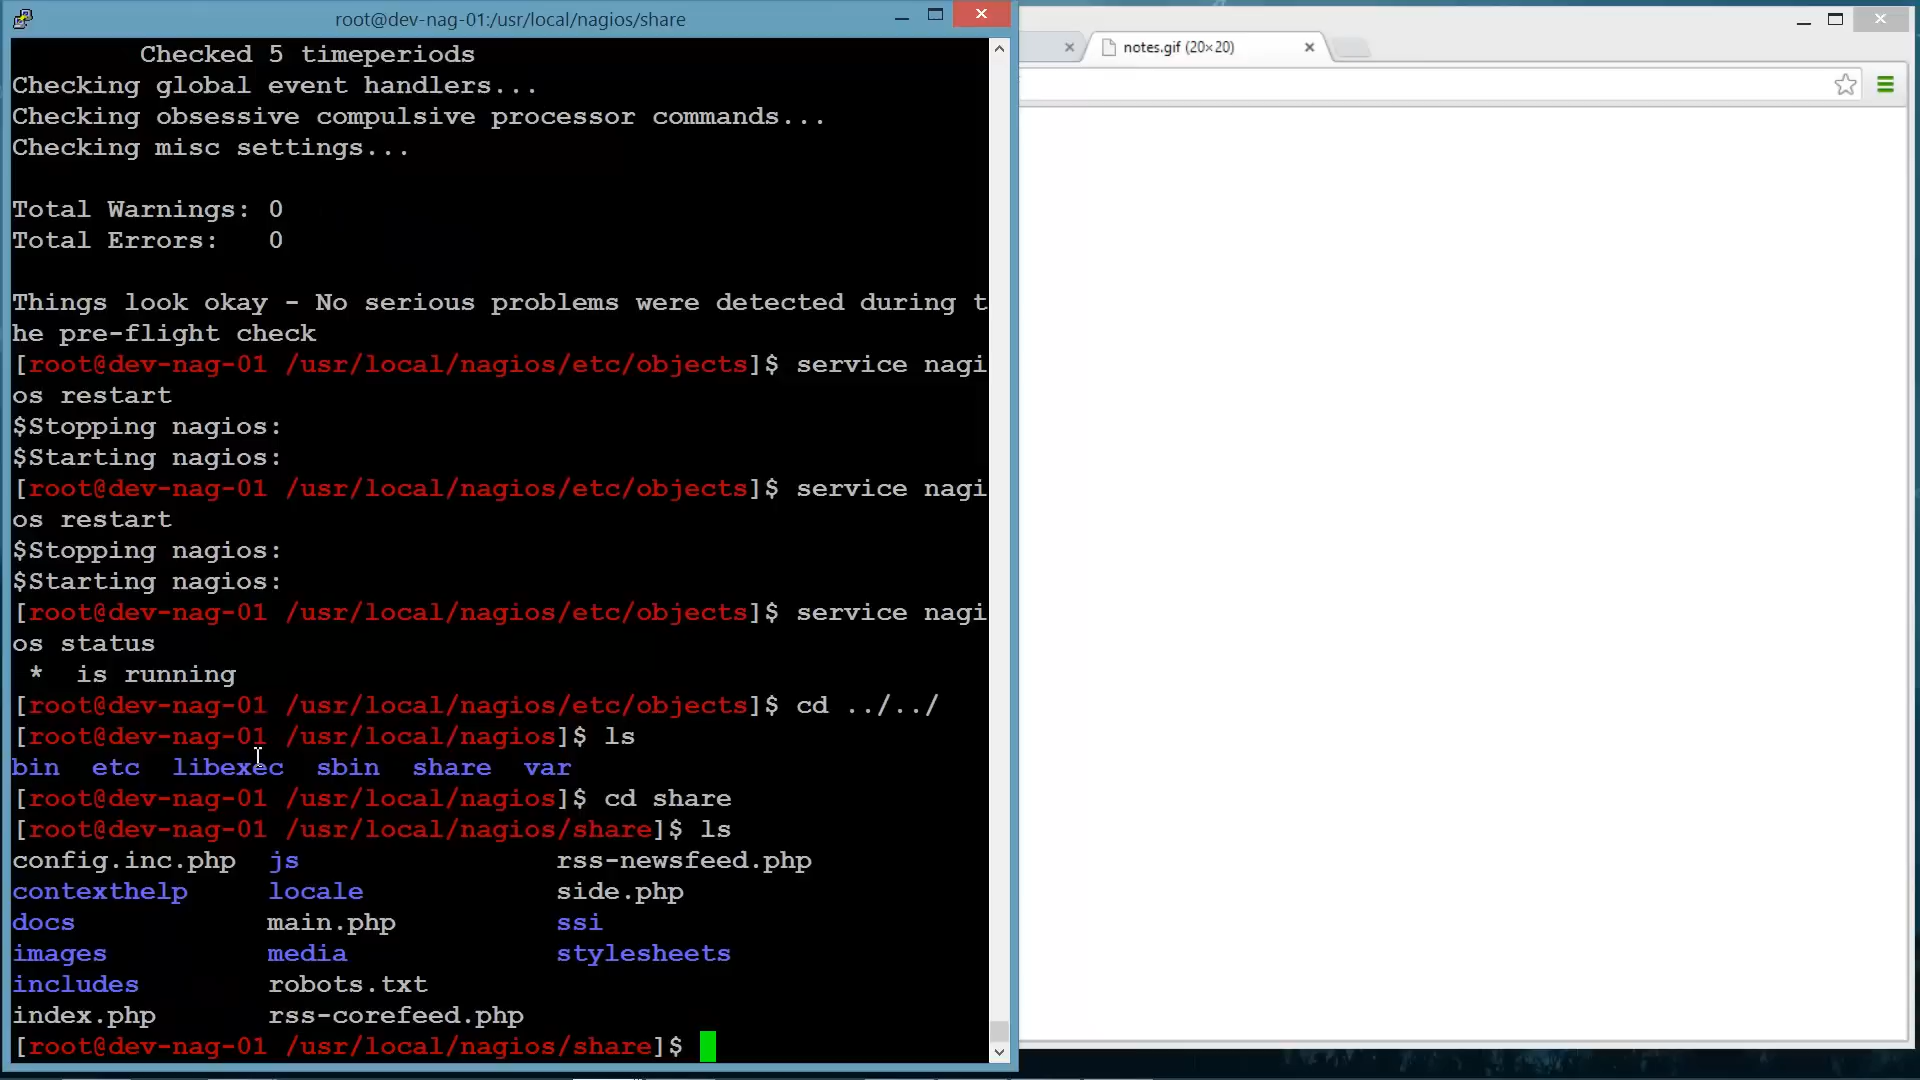 root@dev-nag-01:/usr/local/nagios/share
notes.gif (20×20)
Checked 5 timeperiods
Checking global event handlers...
Checking obsessive compulsive processor commands...
Checking misc settings...
Total Warnings: 0
Total Errors:   0
Things look okay - No serious problems were detected during t
he pre-flight check
[root@dev-nag-01 /usr/local/nagios/etc/objects]$ service nagi
os restart
$Stopping nagios:
$Starting nagios:
[root@dev-nag-01 /usr/local/nagios/etc/objects]$ service nagi
os restart
$Stopping nagios:
$Starting nagios:
[root@dev-nag-01 /usr/local/nagios/etc/objects]$ service nagi
os status
 *  is running
[root@dev-nag-01 /usr/local/nagios/etc/objects]$ cd ../../
[root@dev-nag-01 /usr/local/nagios]$ ls
bin  etc  libexec  sbin  share  var
[root@dev-nag-01 /usr/local/nagios]$ cd share
[root@dev-nag-01 /usr/local/nagios/share]$ ls
config.inc.php  js                rss-newsfeed.php
contexthelp     locale            side.php
docs            main.php          ssi
images          media             stylesheets
includes        robots.txt
index.php       rss-corefeed.php
[root@dev-nag-01 /usr/local/nagios/share]$